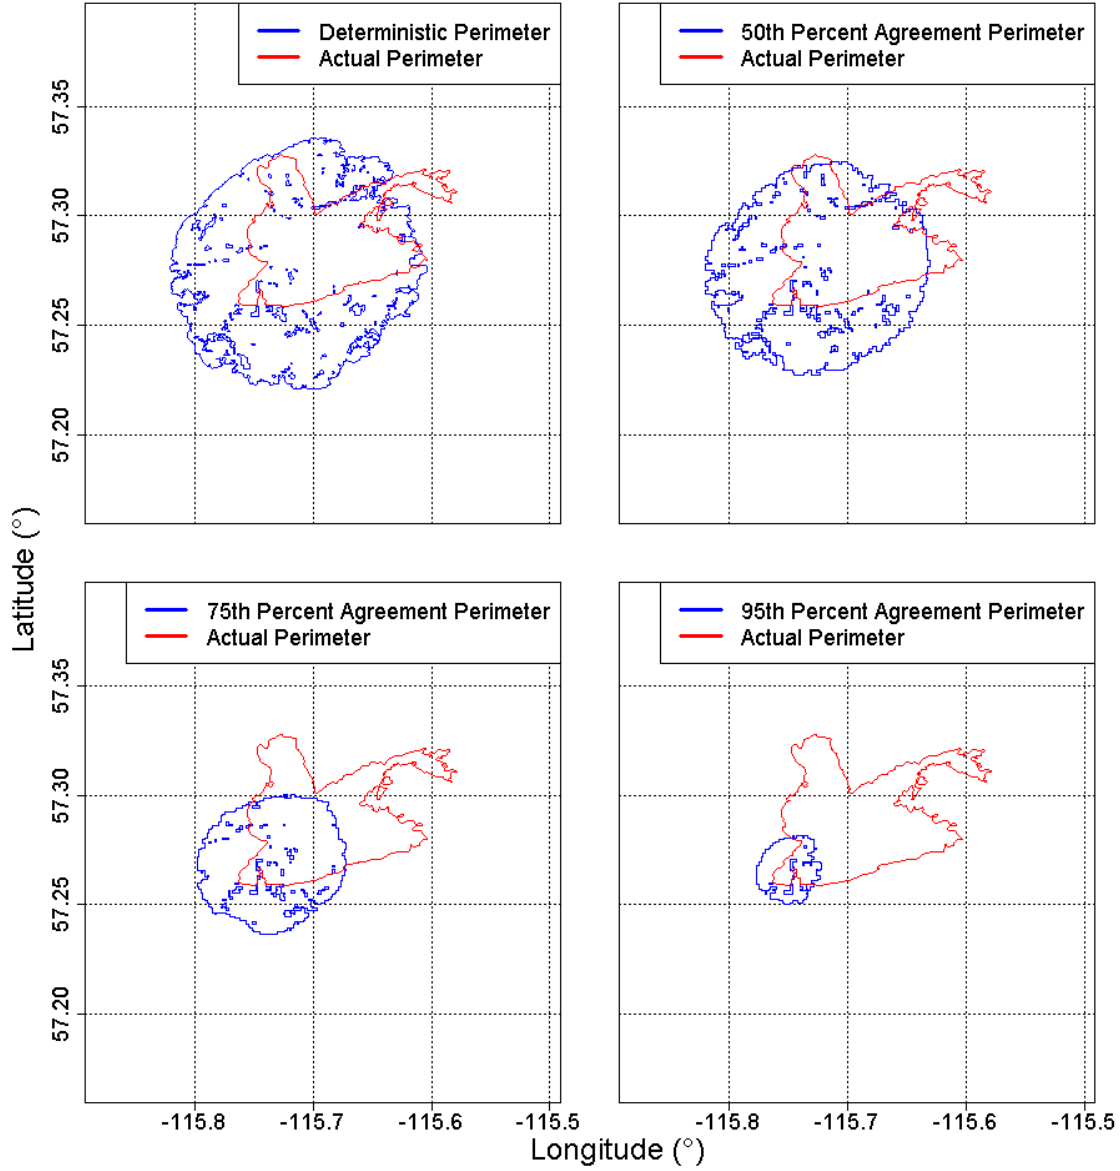 Deterministic Perimeter
Actual Perimeter
50th Percent Agreement Perimeter
Actual Perimeter
57.35
57.30
57.25
57.20
Latitude (°)
75th Percent Agreement Perimeter
Actual Perimeter
95th Percent Agreement Perimeter
Actual Perimeter
57.35
57.30
57.25
57.20
-115.8 -115.7 -115.6 -115.5
-115.8 -115.7 -115.6 -115.5
Longitude (°)